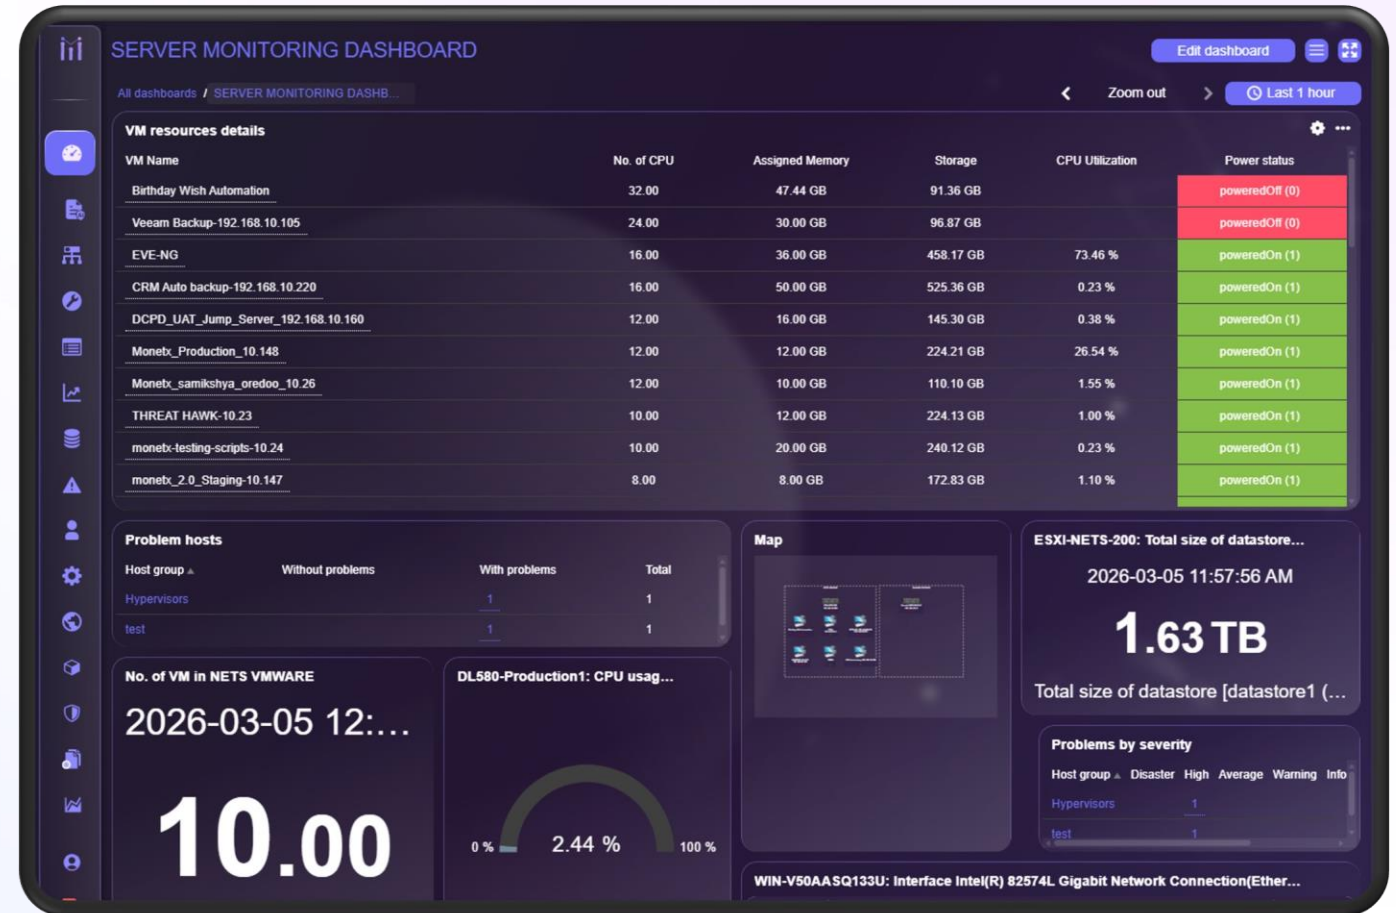 SERVER MONITORING DASHBOARD
Edit dashboard
All dashboards / SERVER MONITORING DASHB...
Zoom out
Last 1 hour
VM resources details
VM Name No. of CPU Assigned Memory Storage CPU Utilization Power status
Birthday Wish Automation 32.00 47.44 GB 91.36 GB poweredOff (0)
Veeam Backup-192.168.10.105 24.00 30.00 GB 96.87 GB poweredOff (0)
EVE-NG 16.00 36.00 GB 458.17 GB 73.46 % poweredOn (1)
CRM Auto backup-192.168.10.220 16.00 50.00 GB 525.36 GB 0.23 % poweredOn (1)
DCPD_UAT_Jump_Server_192.168.10.160 12.00 16.00 GB 145.30 GB 0.38 % poweredOn (1)
Monetx_Production_10.148 12.00 12.00 GB 224.21 GB 26.54 % poweredOn (1)
Monetx_samikshya_oredoo_10.26 12.00 10.00 GB 110.10 GB 1.55 % poweredOn (1)
THREAT HAWK-10.23 10.00 12.00 GB 224.13 GB 1.00 % poweredOn (1)
monetx-testing-scripts-10.24 10.00 20.00 GB 240.12 GB 0.23 % poweredOn (1)
monetx_2.0_Staging-10.147 8.00 8.00 GB 172.83 GB 1.10 % poweredOn (1)
Problem hosts
Host group Without problems With problems Total
Hypervisors 1 1
test 1 1
Map
ESXI-NETS-200: Total size of datastore...
2026-03-05 11:57:56 AM
1.63 TB
Total size of datastore [datastore1 (...
No. of VM in NETS VMWARE
2026-03-05 12:...
10.00
DL580-Production1: CPU usag...
0 % 2.44 % 100 %
Problems by severity
Host group Disaster High Average Warning Info
Hypervisors 1
test 1
WIN-V50AASQ133U: Interface Intel(R) 82574L Gigabit Network Connection(Ether...